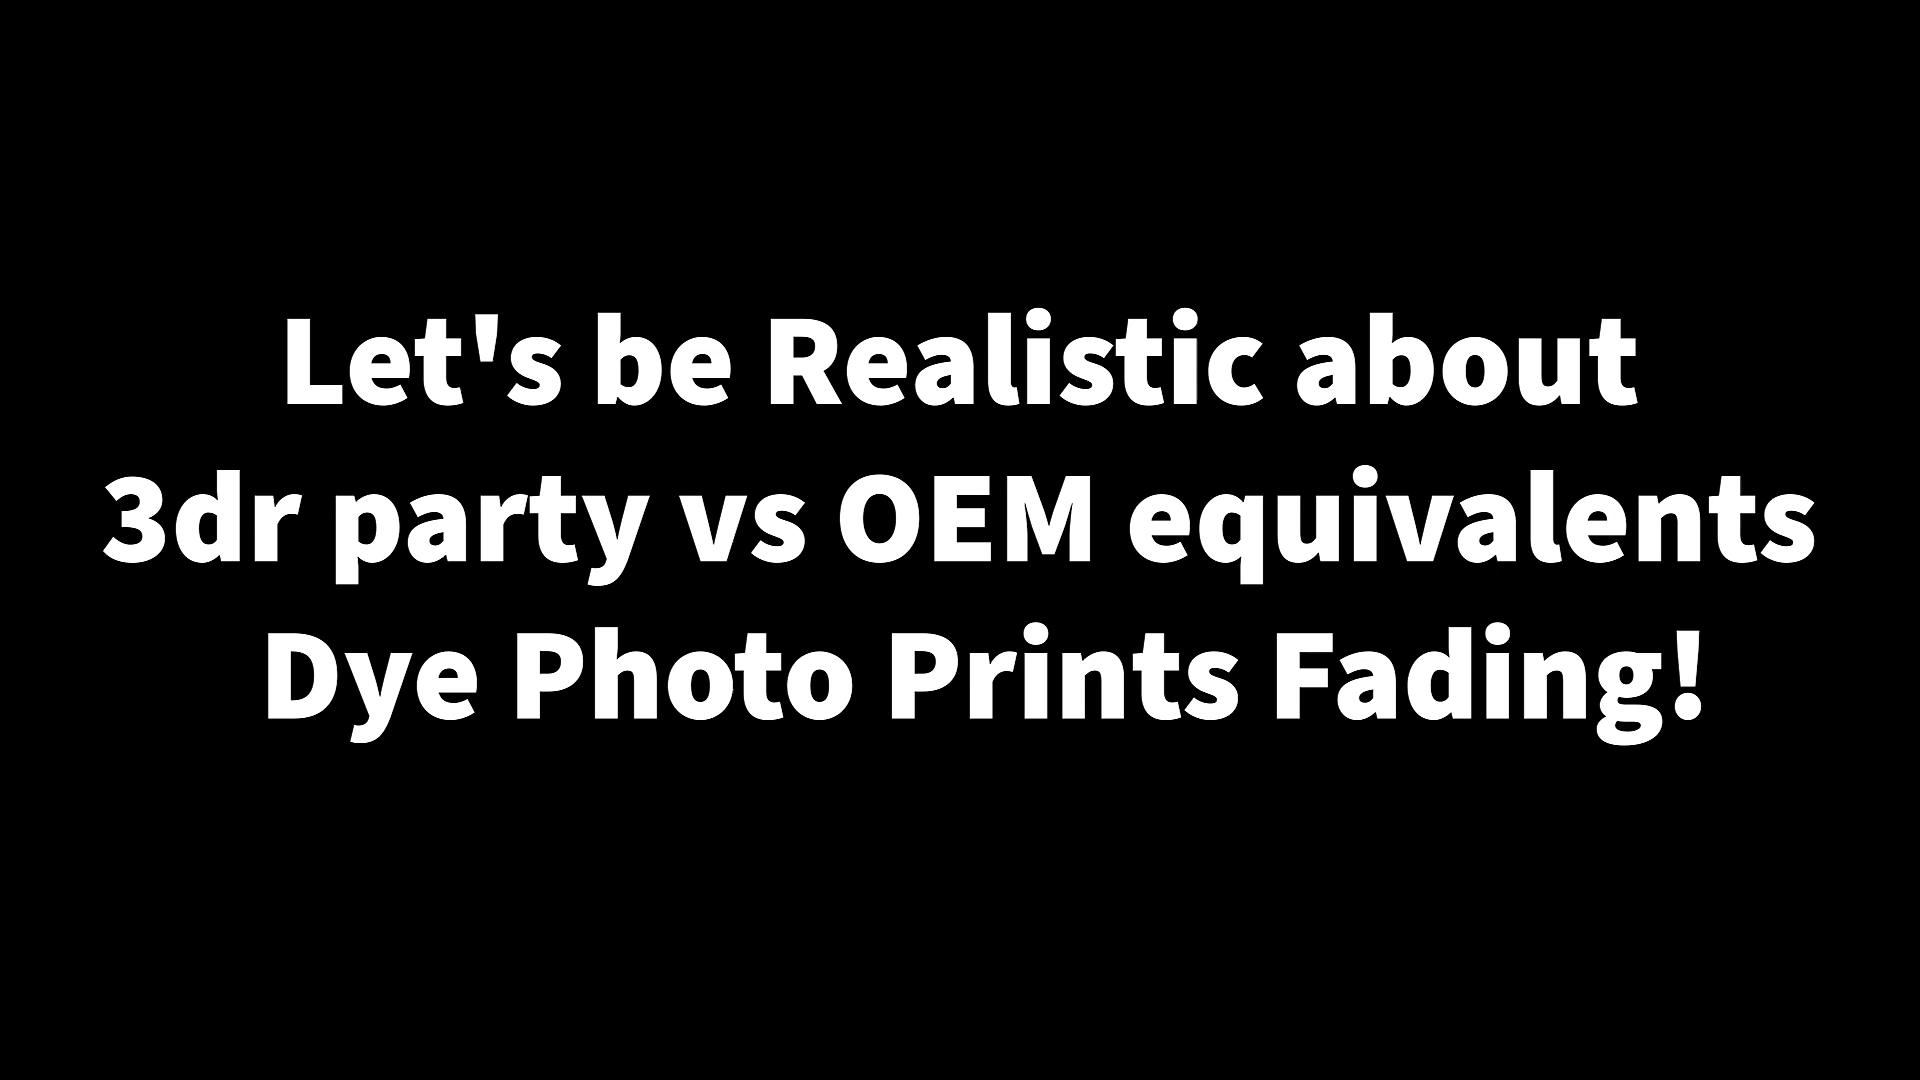 Let's be Realistic about
3dr party vs OEM equivalents
Dye Photo Prints Fading!